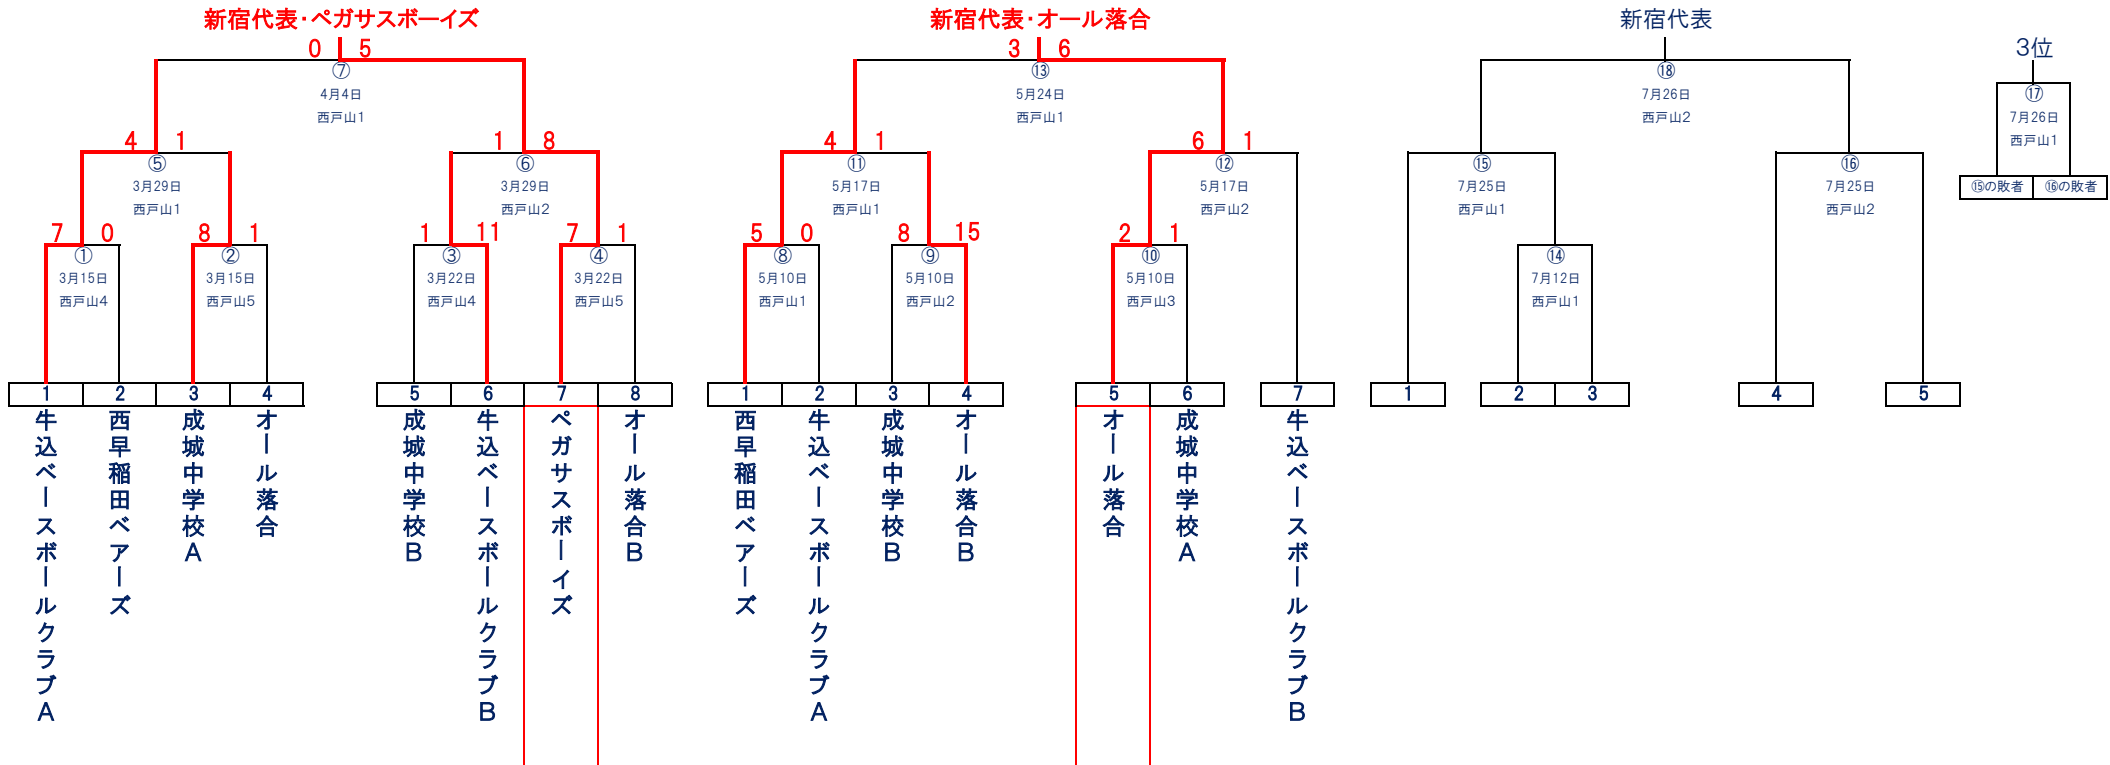 新宿代表・ペガサスボーイズ
0 5
⑦
4月4日
西戸山1
4 1
⑤
3月29日
西戸山1
1 8
⑥
3月29日
西戸山2
7 0
①
3月15日
西戸山4
8 1
②
3月15日
西戸山5
1 11
③
3月22日
西戸山4
7 1
④
3月22日
西戸山5
1 2 3 4 5 6 7 8
牛込ベースボールクラブA
西早稲田ベアーズ
成城中学校A
オール落合
成城中学校B
牛込ベースボールクラブB
ペガサスボーイズ
オール落合B
新宿代表・オール落合
3 6
⑬
5月24日
西戸山1
4 1
⑪
5月17日
西戸山1
6 1
⑫
5月17日
西戸山2
5 0
⑧
5月10日
西戸山1
8 15
⑨
5月10日
西戸山2
2 1
⑩
5月10日
西戸山3
1 2 3 4 5 6 7
西早稲田ベアーズ
牛込ベースボールクラブA
成城中学校B
オール落合B
オール落合
成城中学校A
牛込ベースボールクラブB
新宿代表
⑱
7月26日
西戸山2
⑮
7月25日
西戸山1
⑯
7月25日
西戸山2
⑭
7月12日
西戸山1
1 2 3 4 5
3位
⑰
7月26日
西戸山1
⑮の敗者 ⑯の敗者